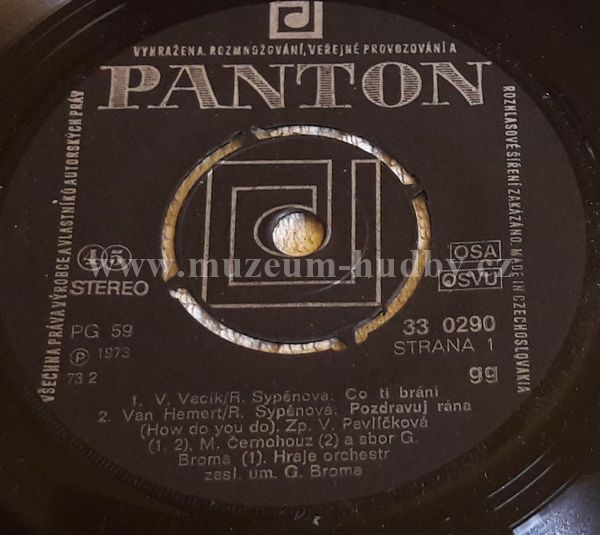 VYHRAŽENA. ROZMNOŽOVÁNÍ, VEŘEJNÉ PROVOZOVÁNÍ A
PANTON
VŠECHNA PRÁVA VÝROBCE A VLASTNÍKŮ AUTORSKÝCH PRÁV
ROZHLASOVÉ ŠÍŘENÍ ZAKÁZÁNO. MADE IN CZECHOSLOVAKIA
45
STEREO
OSA
OSVU
www.muzeum-hudby.cz
PG 59
℗ 1973
73 2
33 0290
STRANA 1
gg
1. V. Vacík/R. Sypěnová: Co ti brání
2. Van Hemert/R. Sypěnová: Pozdravuj rána
(How do you do). Zp. V. Pavlíčková
(1. 2), M. Černohouz (2) a sbor G.
Broma (1). Hraje orchestr
zasl. um. G. Broma